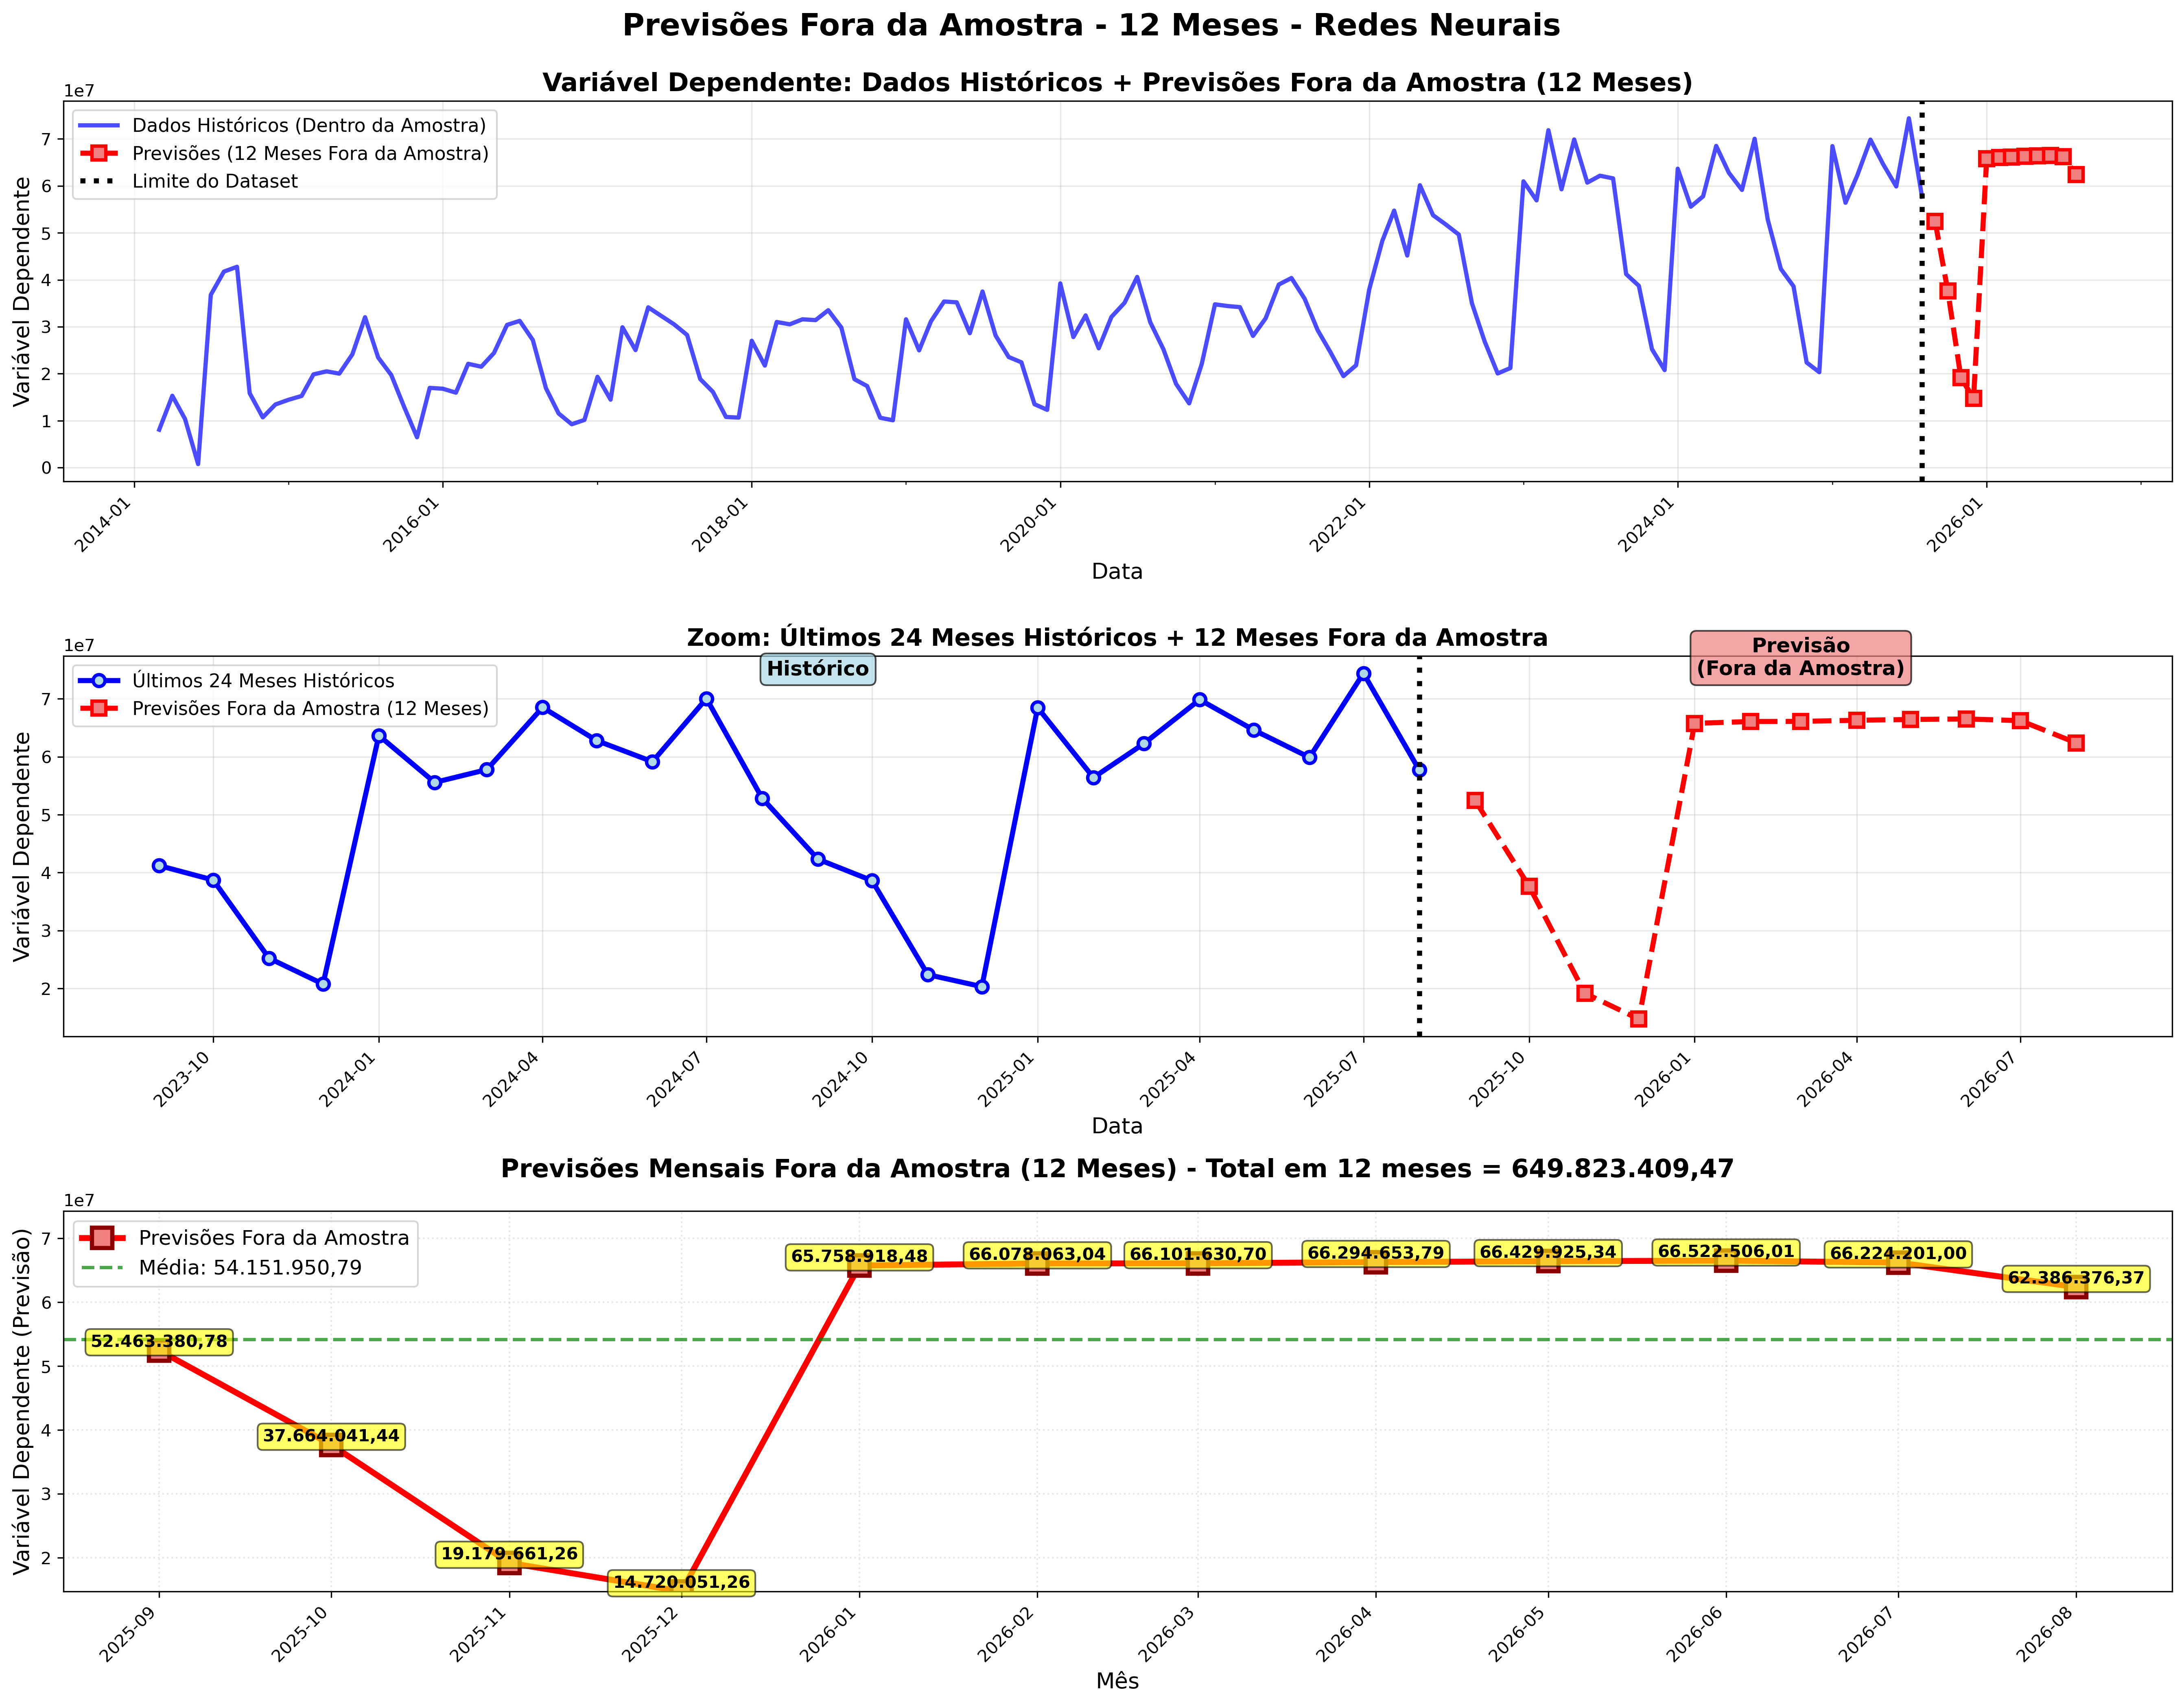 Previsões Fora da Amostra - 12 Meses - Redes Neurais
Variável Dependente: Dados Históricos + Previsões Fora da Amostra (12 Meses)
1e7
Dados Históricos (Dentro da Amostra)
Previsões (12 Meses Fora da Amostra)
Limite do Dataset
Variável Dependente
7
6
5
4
3
2
1
0
2014-01
2016-01
2018-01
2020-01
2022-01
2024-01
2026-01
Data
Zoom: Últimos 24 Meses Históricos + 12 Meses Fora da Amostra
1e7
Últimos 24 Meses Históricos
Previsões Fora da Amostra (12 Meses)
Histórico
Previsão
(Fora da Amostra)
Variável Dependente
7
6
5
4
3
2
2023-10
2024-01
2024-04
2024-07
2024-10
2025-01
2025-04
2025-07
2025-10
2026-01
2026-04
2026-07
Data
Previsões Mensais Fora da Amostra (12 Meses) - Total em 12 meses = 649.823.409,47
1e7
Previsões Fora da Amostra
Média: 54.151.950,79
Variável Dependente (Previsão)
7
6
5
4
3
2
52.463.380,78
37.664.041,44
19.179.661,26
14.720.051,26
65.758.918,48
66.078.063,04
66.101.630,70
66.294.653,79
66.429.925,34
66.522.506,01
66.224.201,00
62.386.376,37
2025-09
2025-10
2025-11
2025-12
2026-01
2026-02
2026-03
2026-04
2026-05
2026-06
2026-07
2026-08
Mês